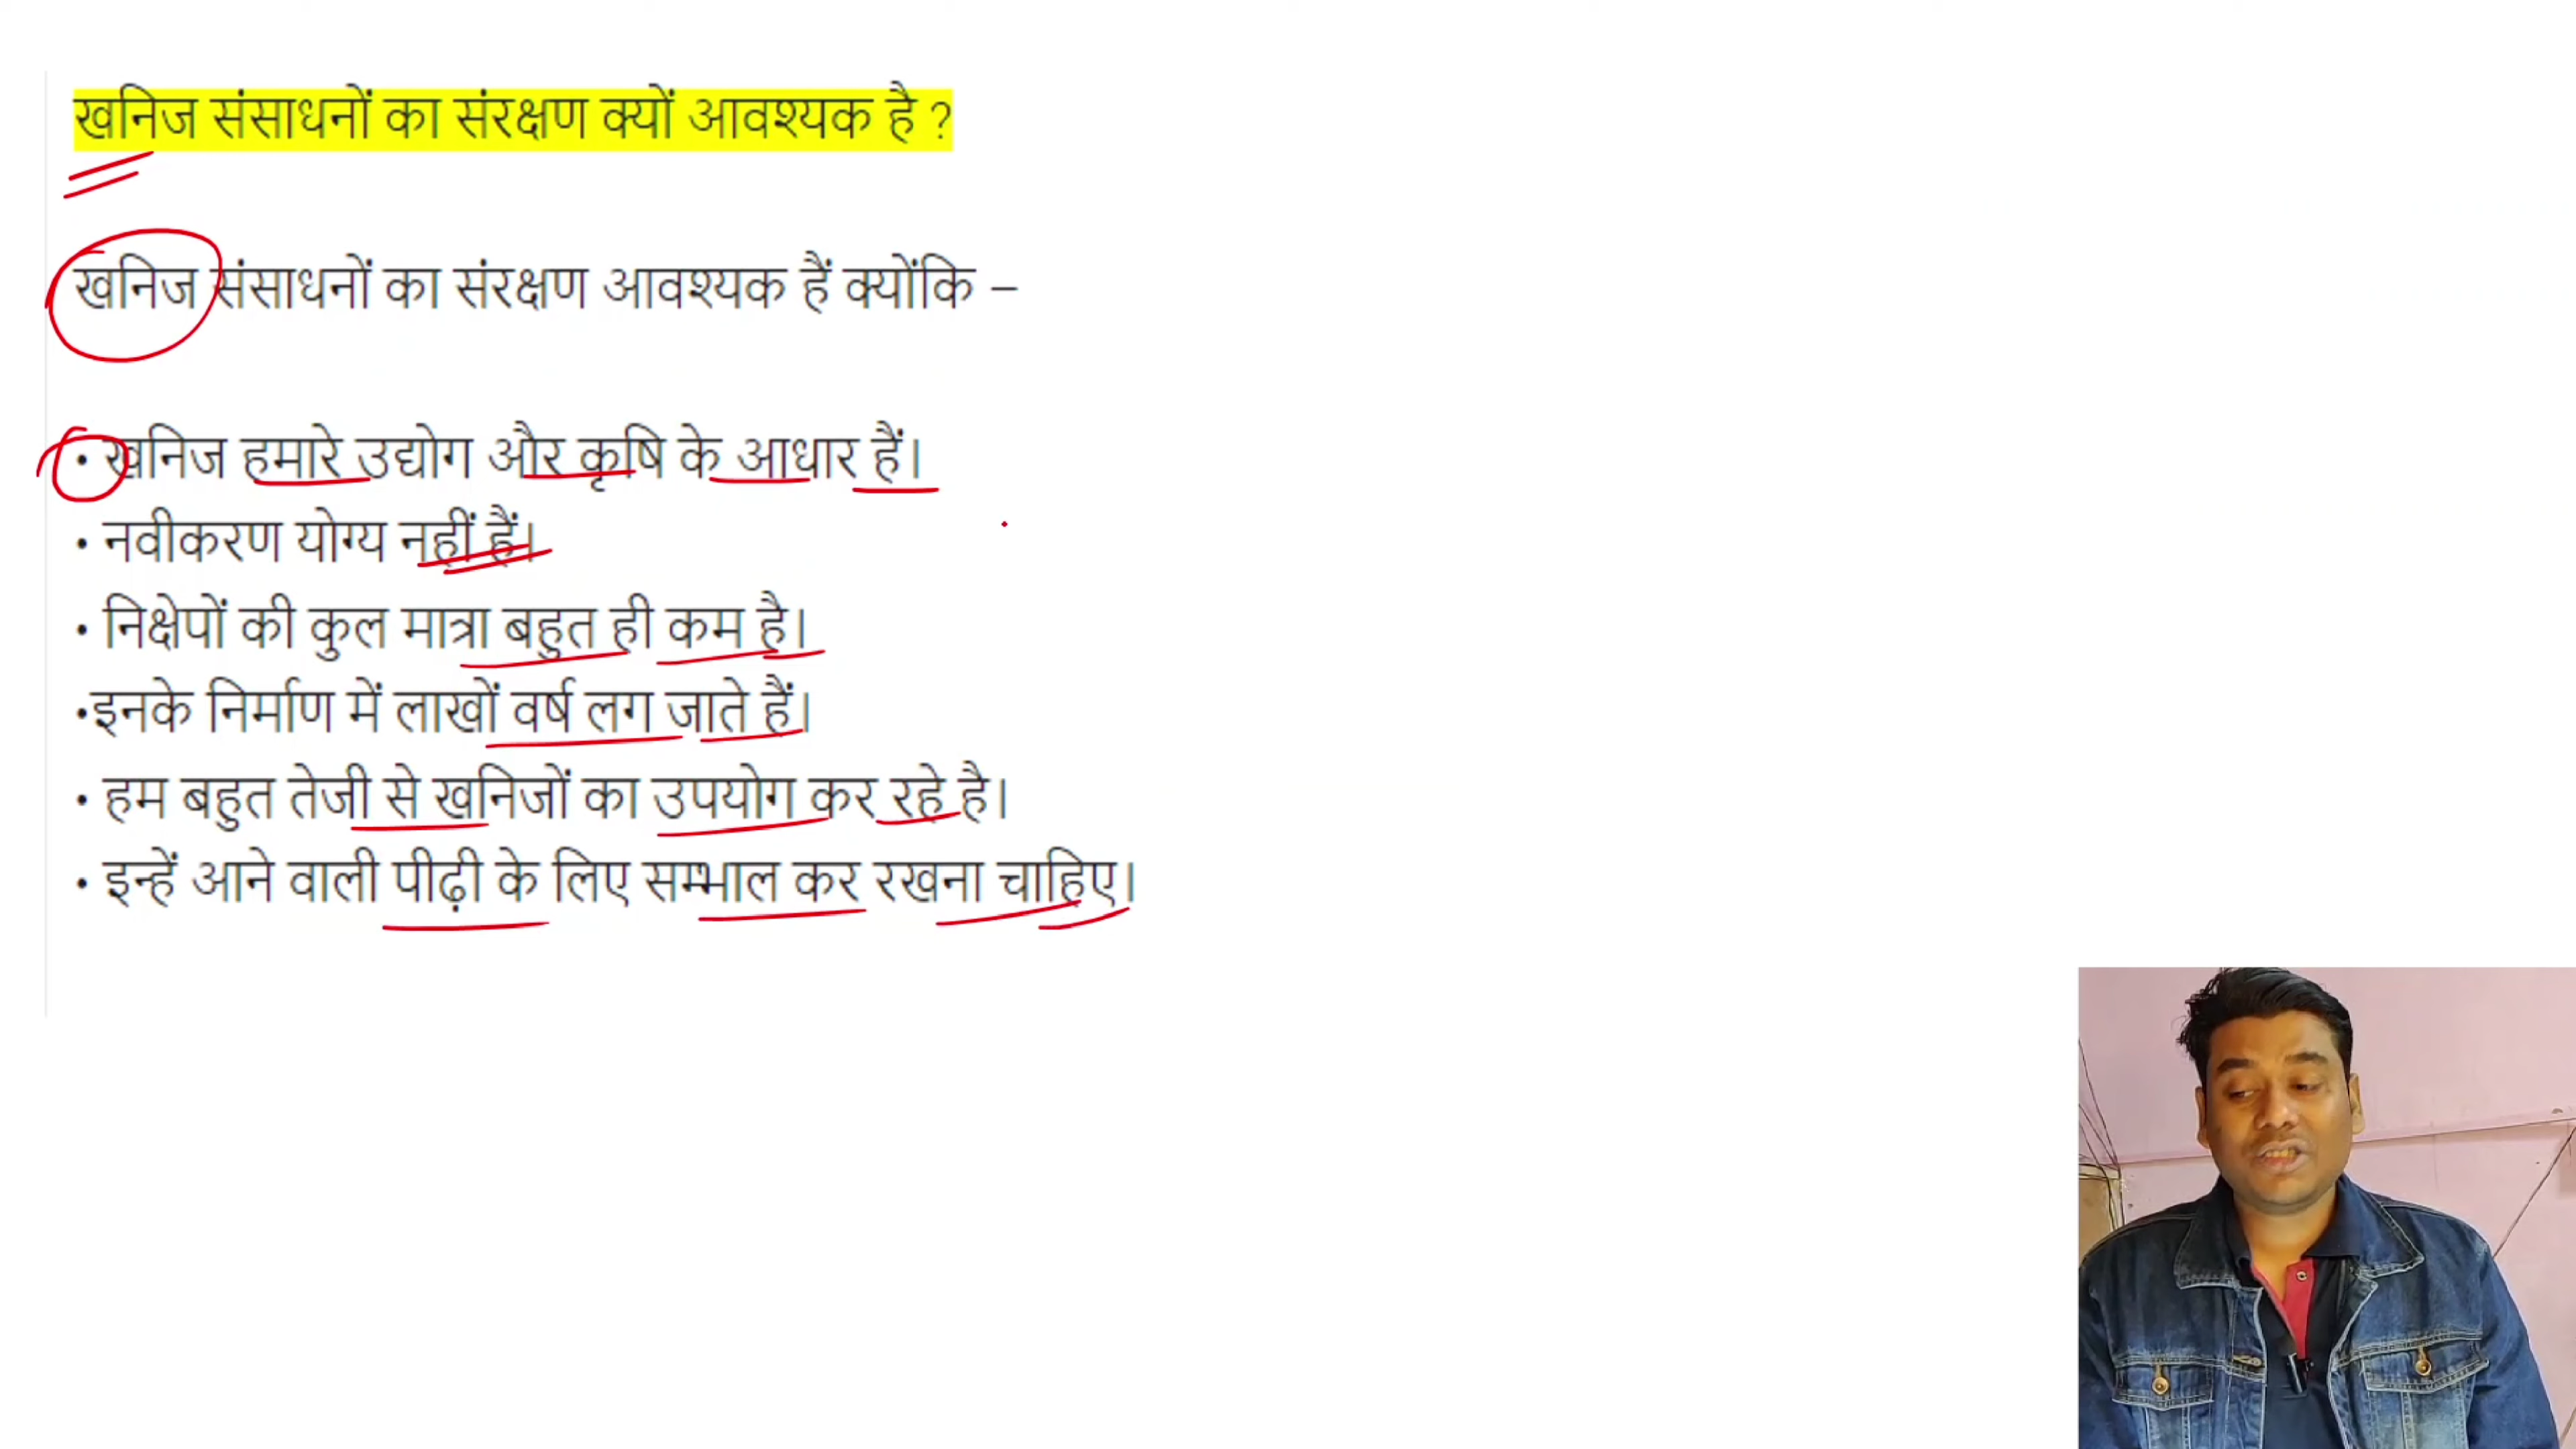 खनिज संसाधनों का संरक्षण क्यों आवश्यक है ?
खनिज संसाधनों का संरक्षण आवश्यक हैं क्योंकि –
• खनिज हमारे उद्योग और कृषि के आधार हैं।
• नवीकरण योग्य नहीं हैं।
• निक्षेपों की कुल मात्रा बहुत ही कम है।
•इनके निर्माण में लाखों वर्ष लग जाते हैं।
• हम बहुत तेजी से खनिजों का उपयोग कर रहे है।
• इन्हें आने वाली पीढ़ी के लिए सम्भाल कर रखना चाहिए।